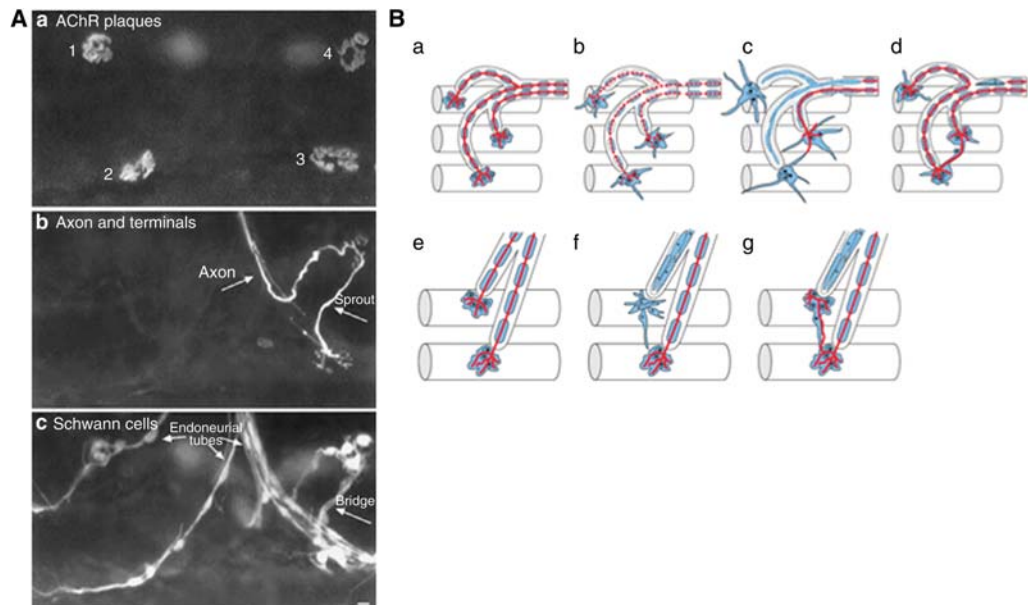 A
a AChR plaques
1
4
2
3
b Axon and terminals
Axon
Sprout
c Schwann cells
Endoneurial
tubes
Bridge
B
a
b
c
d
e
f
g